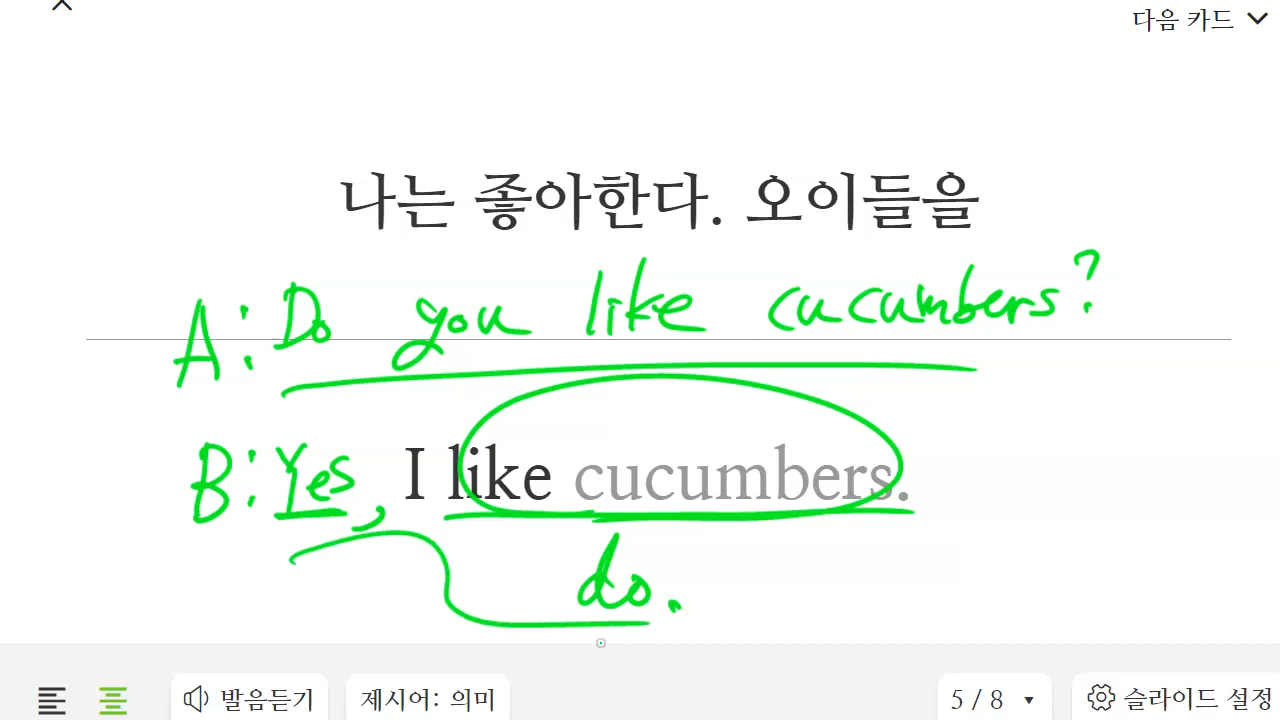 다음 카드
나는 좋아한다. 오이들을
A: Do you like cucumbers?
B: Yes, I like cucumbers.
do.
발음듣기
제시어: 의미
5 / 8
슬라이드 설정